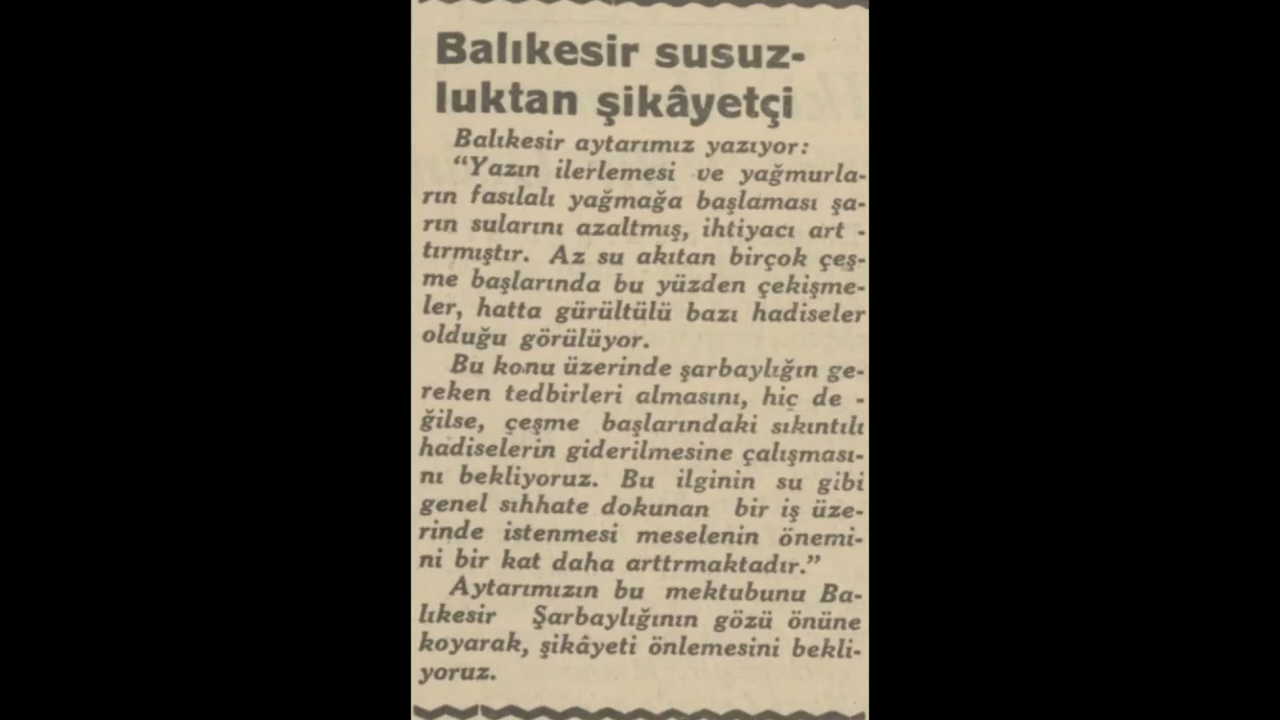 Balıkesir susuz-
luktan şikâyetçi
Balıkesir aytarımız yazıyor:
“Yazın ilerlemesi ve yağmurla-
rın fasılalı yağmağa başlaması şa-
rın sularını azaltmış, ihtiyacı art -
tırmıştır. Az su akıtan birçok çeş-
me başlarında bu yüzden çekişme-
ler, hatta gürültülü bazı hadiseler
olduğu görülüyor.
Bu konu üzerinde şarbaylığın ge-
reken tedbirleri almasını, hiç de -
ğilse, çeşme başlarındaki sıkıntılı
hadiselerin giderilmesine çalışması-
nı bekliyoruz. Bu ilginin su gibi
genel sıhhate dokunan bir iş üze-
rinde istenmesi meselenin önemi-
ni bir kat daha arttrmaktadır.”
Aytarımızın bu mektubunu Ba-
lıkesir Şarbaylığının gözü önüne
koyarak, şikâyeti önlemesini bekli-
yoruz.